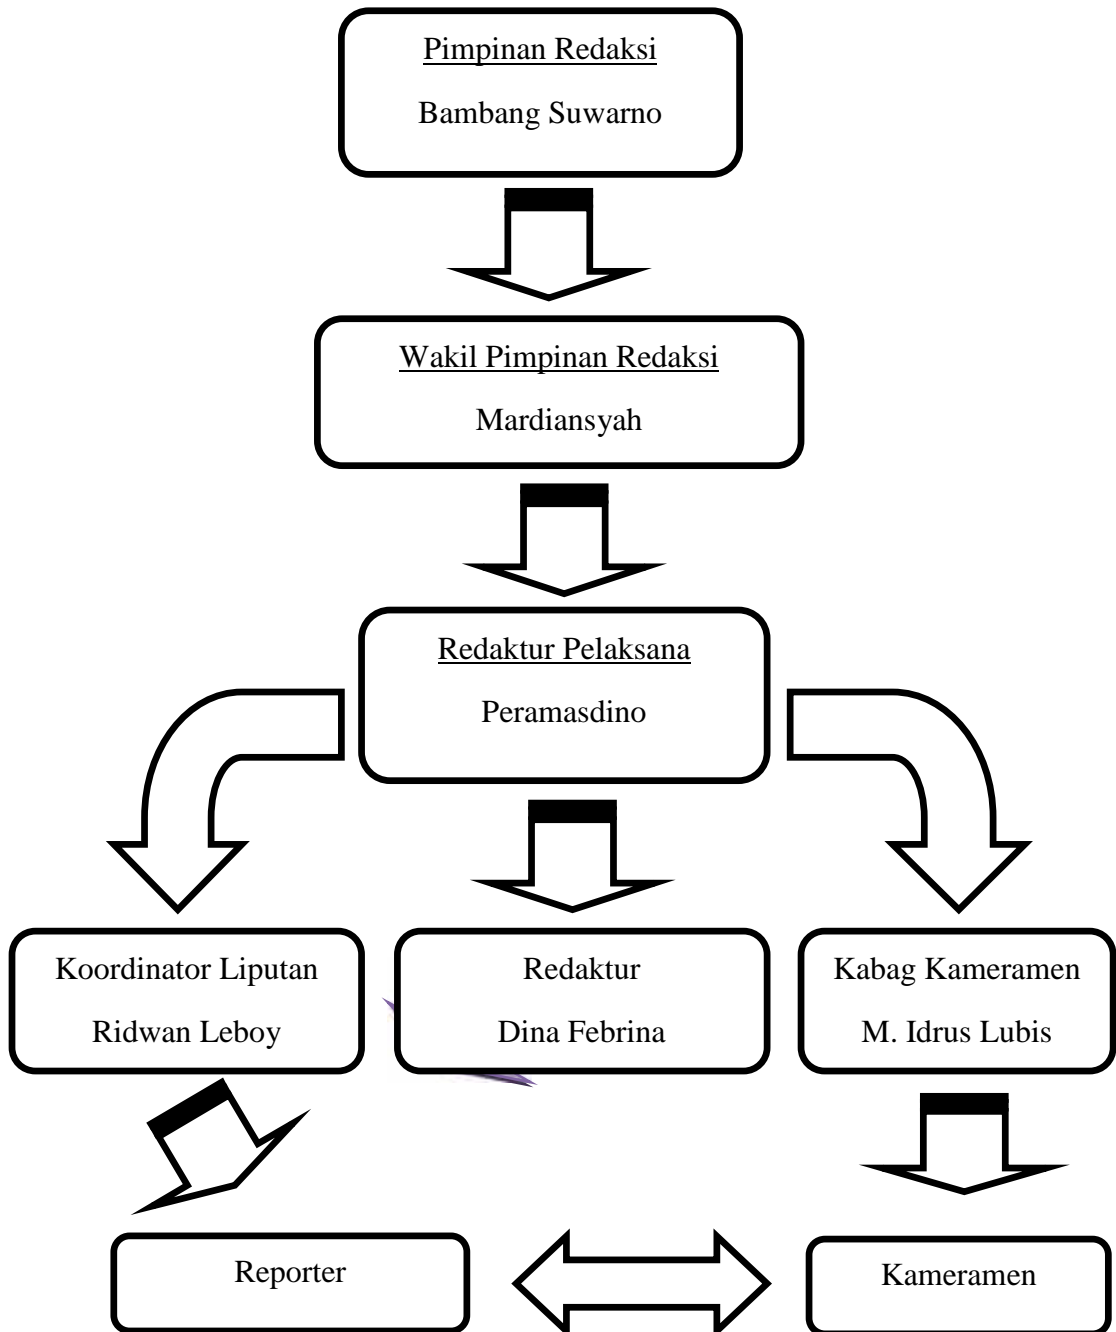 Pimpinan Redaksi
Bambang Suwarno
Wakil Pimpinan Redaksi
Mardiansyah
Redaktur Pelaksana
Peramasdino
Koordinator Liputan
Ridwan Leboy
Redaktur
Dina Febrina
Kabag Kameramen
M. Idrus Lubis
Reporter
Kameramen